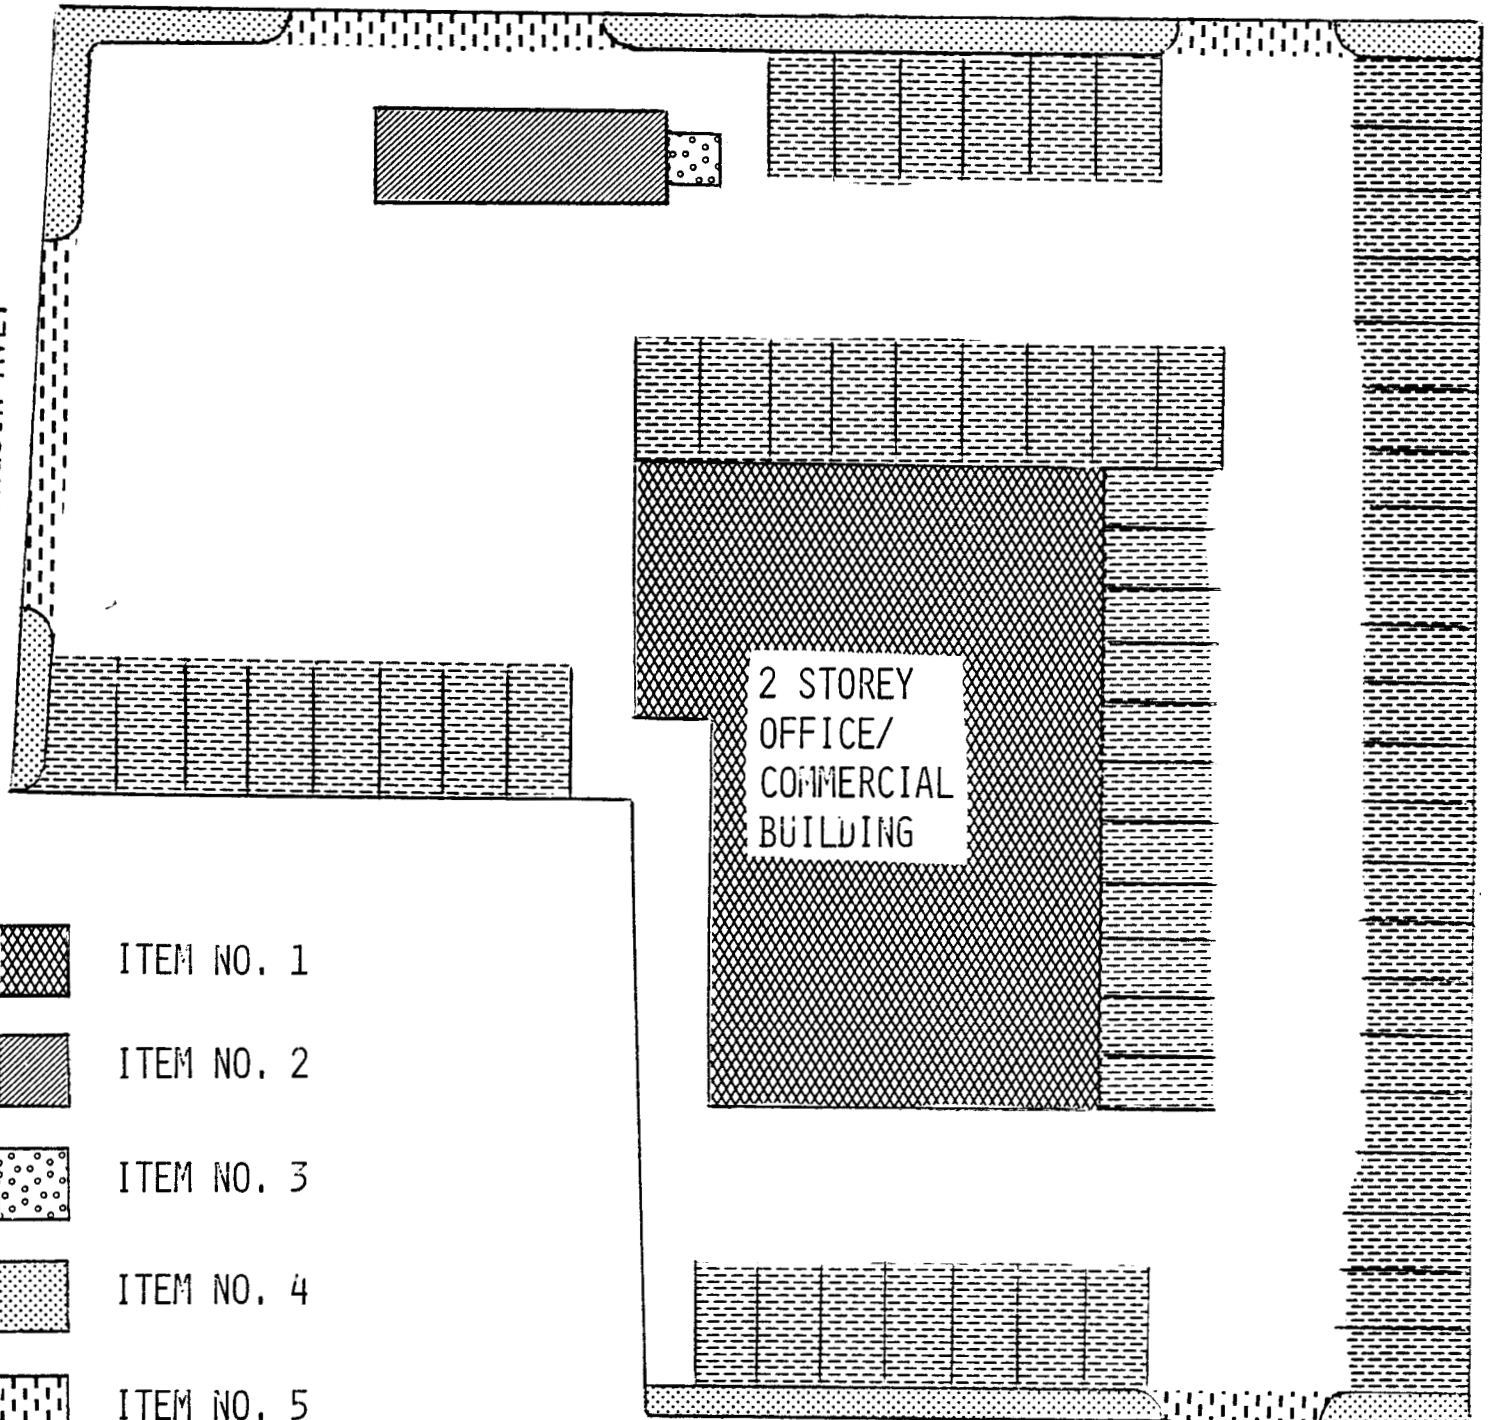 2 STOREY
OFFICE/
COMMERCIAL
BUILDING
ITEM NO. 1
ITEM NO. 2
ITEM NO. 3
ITEM NO. 4
ITEM NO. 5